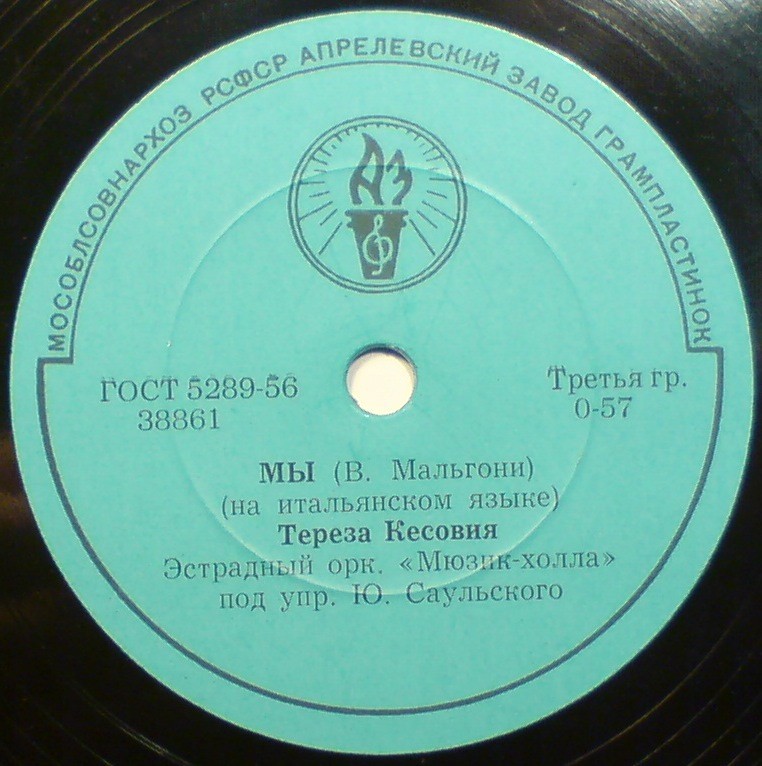 МОСОБЛСОВНАРХОЗ РСФСР АПРЕЛЕВСКИЙ ЗАВОД ГРАМПЛАСТИНОК
АЗ
ГОСТ 5289-56
38861
Третья гр.
0-57
МЫ (В. Мальгони)
(на итальянском языке)
Тереза Кесовия
Эстрадный орк. «Мюзик-холла»
под упр. Ю. Саульского